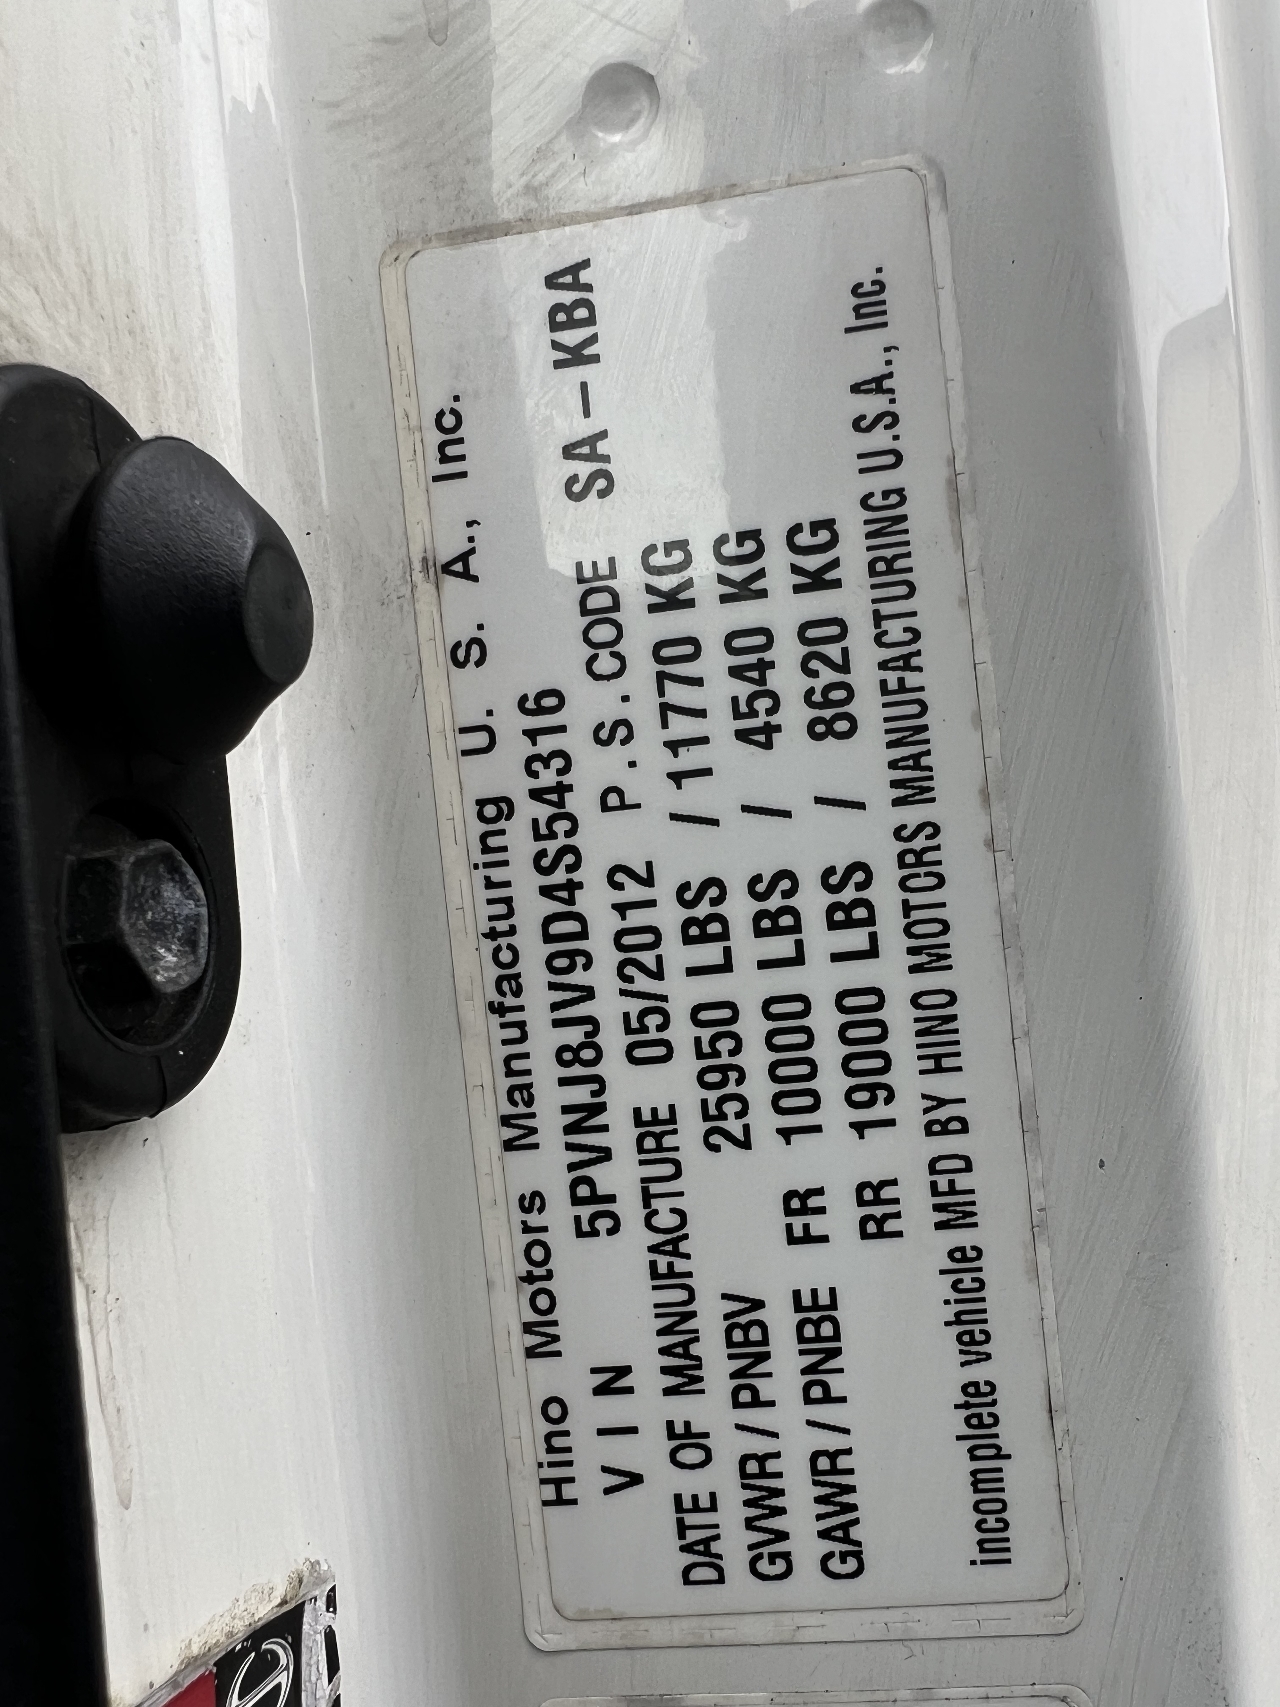 Hino Motors Manufacturing U. S. A., Inc.
V I N 5PVNJ8JV9D4S54316
DATE OF MANUFACTURE 05/2012 P.S.CODE SA-KBA
GVWR / PNBV 25950 LBS / 11770 KG
GAWR / PNBE FR 10000 LBS / 4540 KG
RR 19000 LBS / 8620 KG
incomplete vehicle MFD BY HINO MOTORS MANUFACTURING U.S.A., Inc.